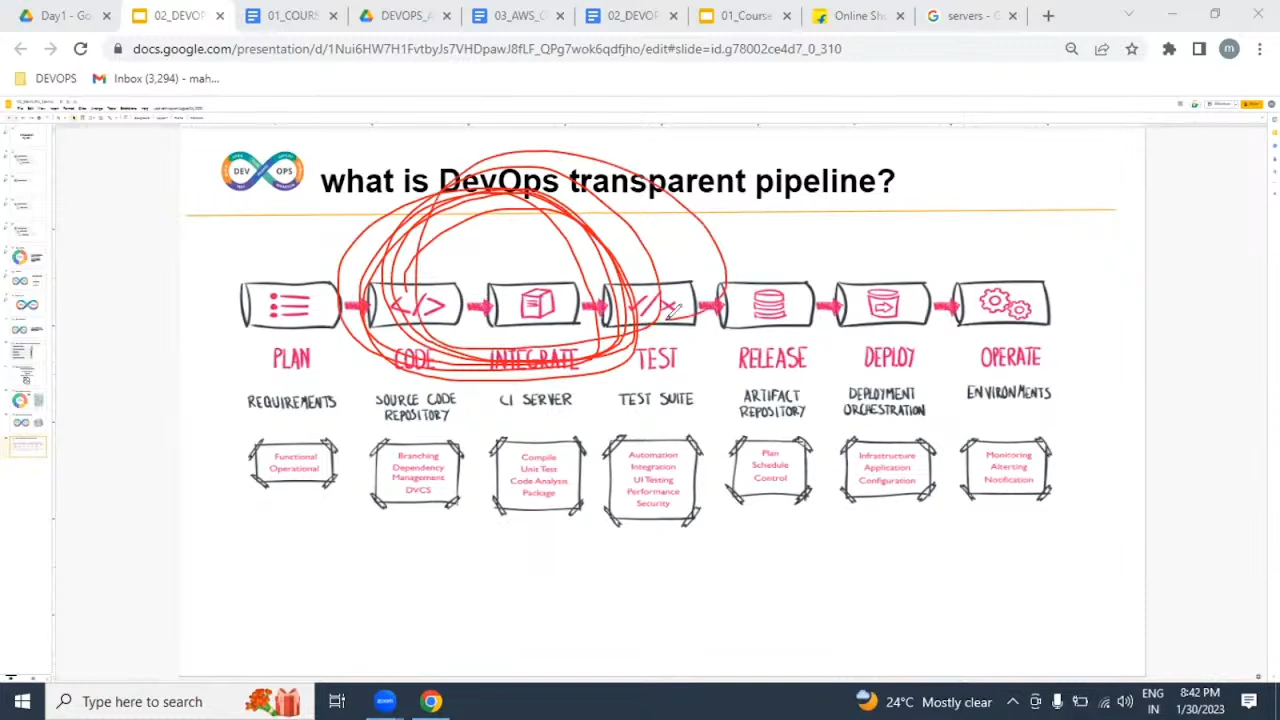 Day1 - Go
02_DEVOP
01_COURS
DEVOPS_A
03_AWS_C
02_DEVOP
01_Course
Online Sho
servers - G
docs.google.com/presentation/d/1Nui6HW7H1FvtbyJs7VHDpawJ8fLF_QPg7wok6qdfjho/edit#slide=id.g78002ce4d7_0_310
m
DEVOPS
Inbox (3,294) - mah...
DEV OPS
what is DevOps transparent pipeline?
PLAN CODE INTEGRATE TEST RELEASE DEPLOY OPERATE
REQUIREMENTS
SOURCE CODE
REPOSITORY
CI SERVER
TEST SUITE
ARTIFACT
REPOSITORY
DEPLOYMENT
ORCHESTRATION
ENVIRONMENTS
Functional
Operational
Branching
Dependency
Management
DVCS
Compile
Unit Test
Code Analysis
Package
Automation
Integration
UI Testing
Performance
Security
Plan
Schedule
Control
Infrastructure
Application
Configuration
Monitoring
Alterting
Notification
Type here to search
zoom
24°C Mostly clear
ENG
IN
8:42 PM
1/30/2023